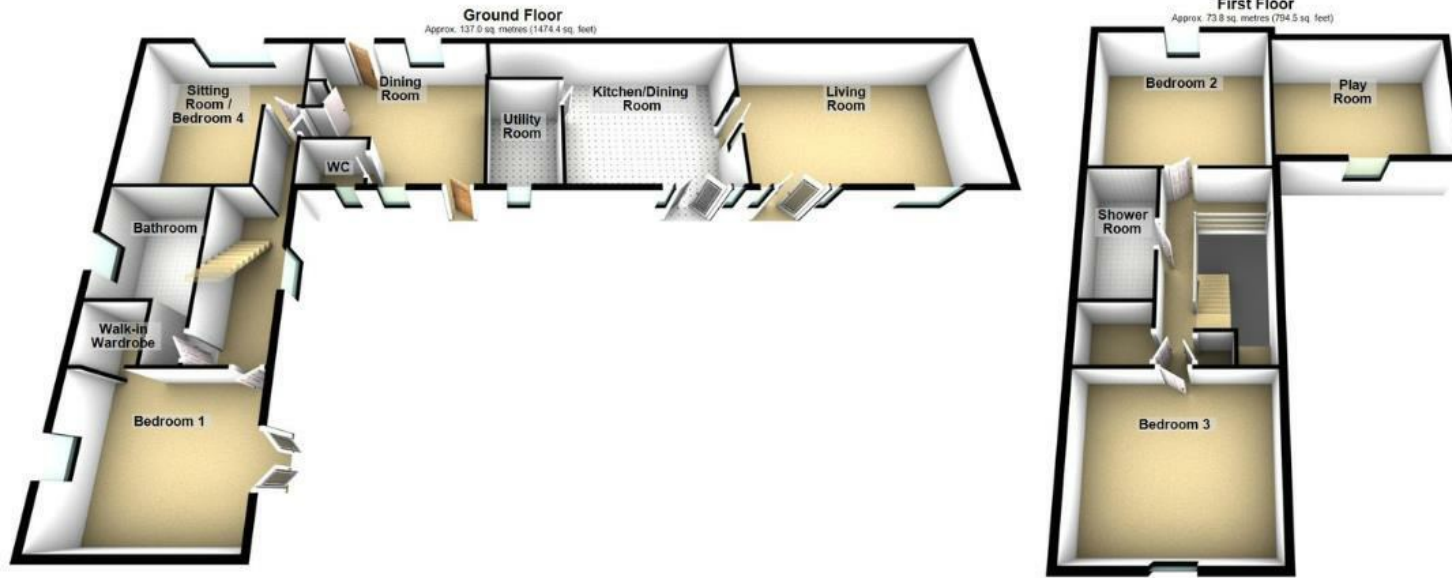 Ground Floor
Approx. 137.0 sq. metres (1474.4 sq. feet)
Sitting
Room /
Bedroom 4
Dining
Room
Utility
Room
Kitchen/Dining
Room
Living
Room
WC
Bathroom
Walk-in
Wardrobe
Bedroom 1
First Floor
Approx. 73.8 sq. metres (794.5 sq. feet)
Bedroom 2
Play
Room
Shower
Room
Bedroom 3